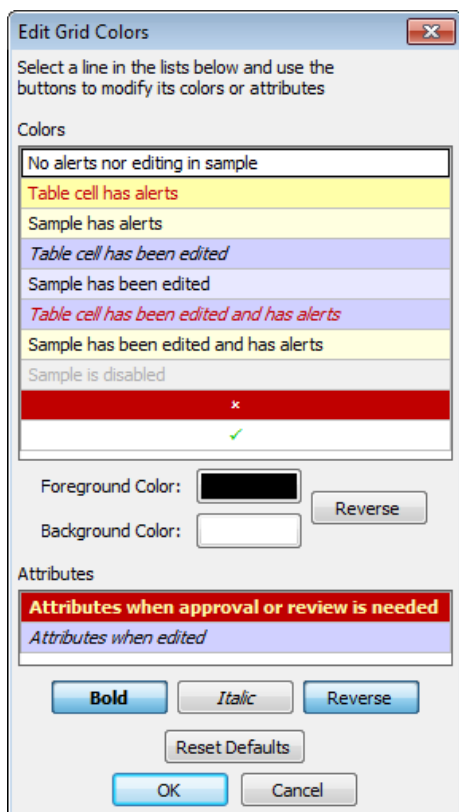 Edit Grid Colors
Select a line in the lists below and use the
buttons to modify its colors or attributes
Colors
No alerts nor editing in sample
Table cell has alerts
Sample has alerts
Table cell has been edited
Sample has been edited
Table cell has been edited and has alerts
Sample has been edited and has alerts
Sample is disabled
Foreground Color:
Reverse
Background Color:
Attributes
Attributes when approval or review is needed
Attributes when edited
Bold Italic Reverse
Reset Defaults
OK Cancel